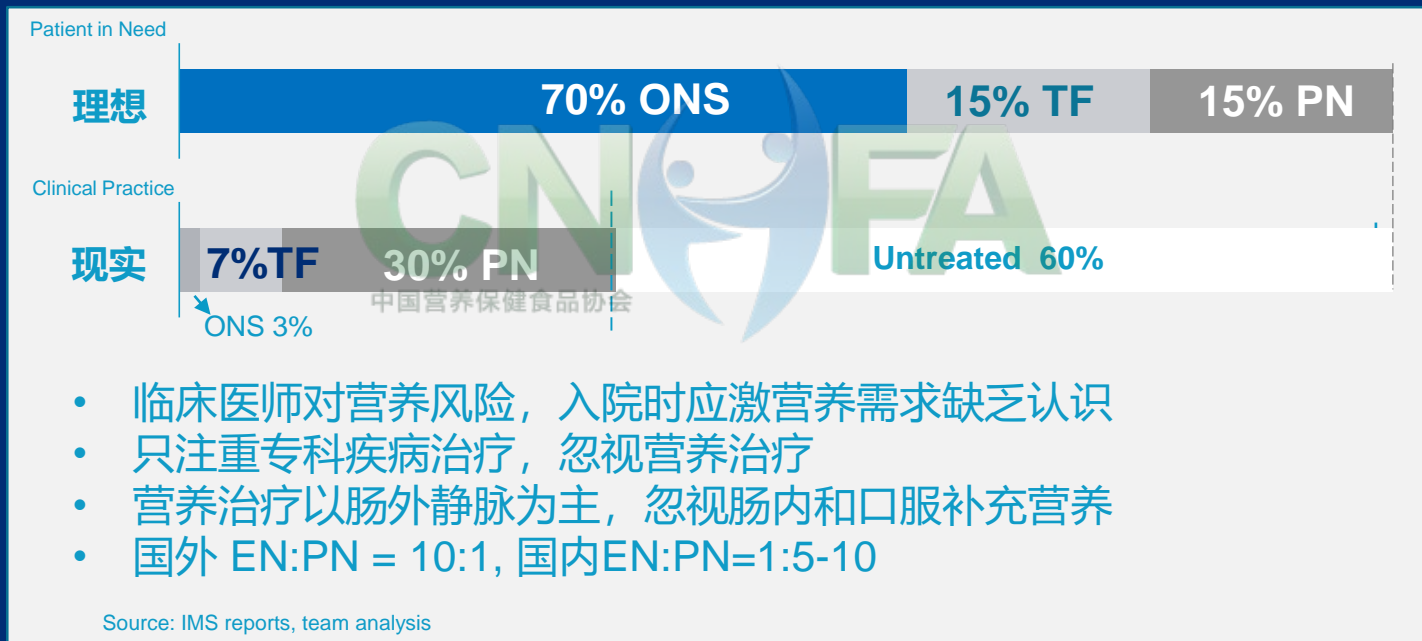 Patient in Need
理想
70% ONS
15% TF
15% PN
Clinical Practice
现实
7%TF
30% PN
Untreated 60%
ONS 3%
CNHFA
中国营养保健食品协会
• 临床医师对营养风险，入院时应激营养需求缺乏认识
• 只注重专科疾病治疗，忽视营养治疗
• 营养治疗以肠外静脉为主，忽视肠内和口服补充营养
• 国外 EN:PN = 10:1, 国内EN:PN=1:5-10
Source: IMS reports, team analysis